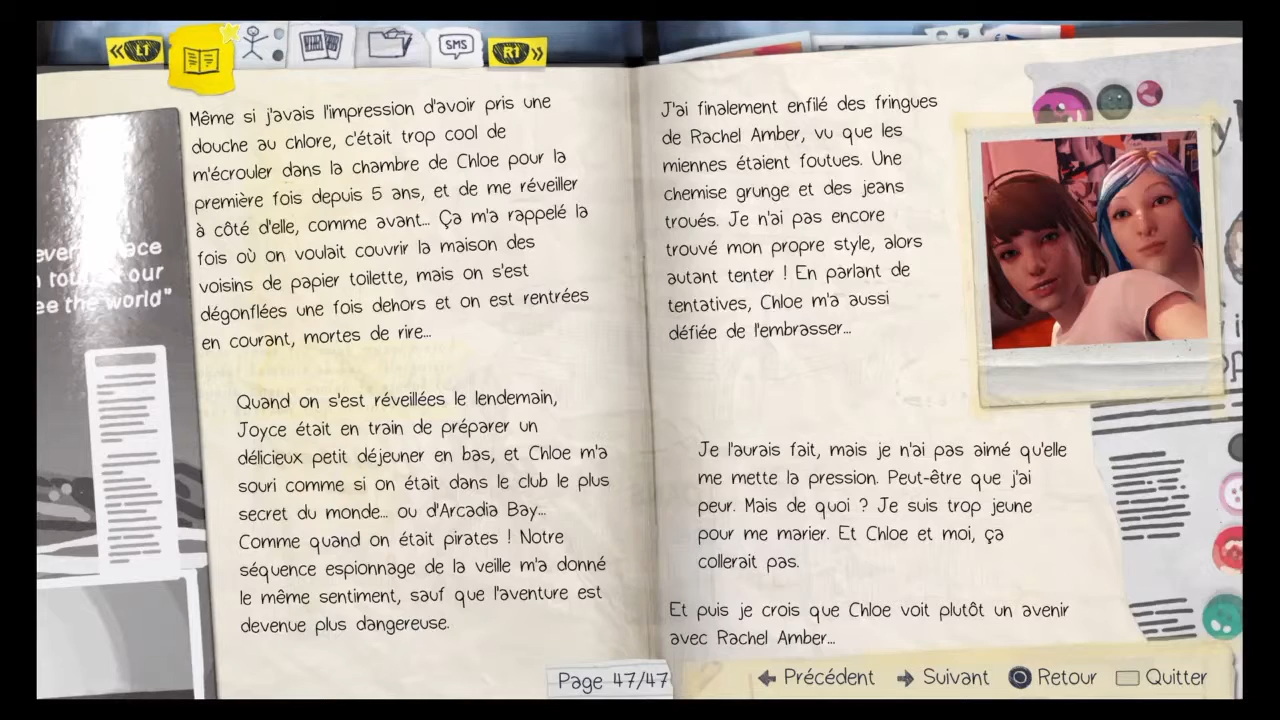 L1
SMS
R1
Même si j'avais l'impression d'avoir pris une
douche au chlore, c'était trop cool de
m'écrouler dans la chambre de Chloe pour la
première fois depuis 5 ans, et de me réveiller
à côté d'elle, comme avant... Ça m'a rappelé la
fois où on voulait couvrir la maison des
voisins de papier toilette, mais on s'est
dégonflées une fois dehors et on est rentrées
en courant, mortes de rire...
Quand on s'est réveillées le lendemain,
Joyce était en train de préparer un
délicieux petit déjeuner en bas, et Chloe m'a
souri comme si on était dans le club le plus
secret du monde... ou d'Arcadia Bay...
Comme quand on était pirates ! Notre
séquence espionnage de la veille m'a donné
le même sentiment, sauf que l'aventure est
devenue plus dangereuse.
J'ai finalement enfilé des fringues
de Rachel Amber, vu que les
miennes étaient foutues. Une
chemise grunge et des jeans
troués. Je n'ai pas encore
trouvé mon propre style, alors
autant tenter ! En parlant de
tentatives, Chloe m'a aussi
défiée de l'embrasser...
Je l'aurais fait, mais je n'ai pas aimé qu'elle
me mette la pression. Peut-être que j'ai
peur. Mais de quoi ? Je suis trop jeune
pour me marier. Et Chloe et moi, ça
collerait pas.
Et puis je crois que Chloe voit plutôt un avenir
avec Rachel Amber...
our
the world"
Page 47/47
Précédent
Suivant
Retour
Quitter